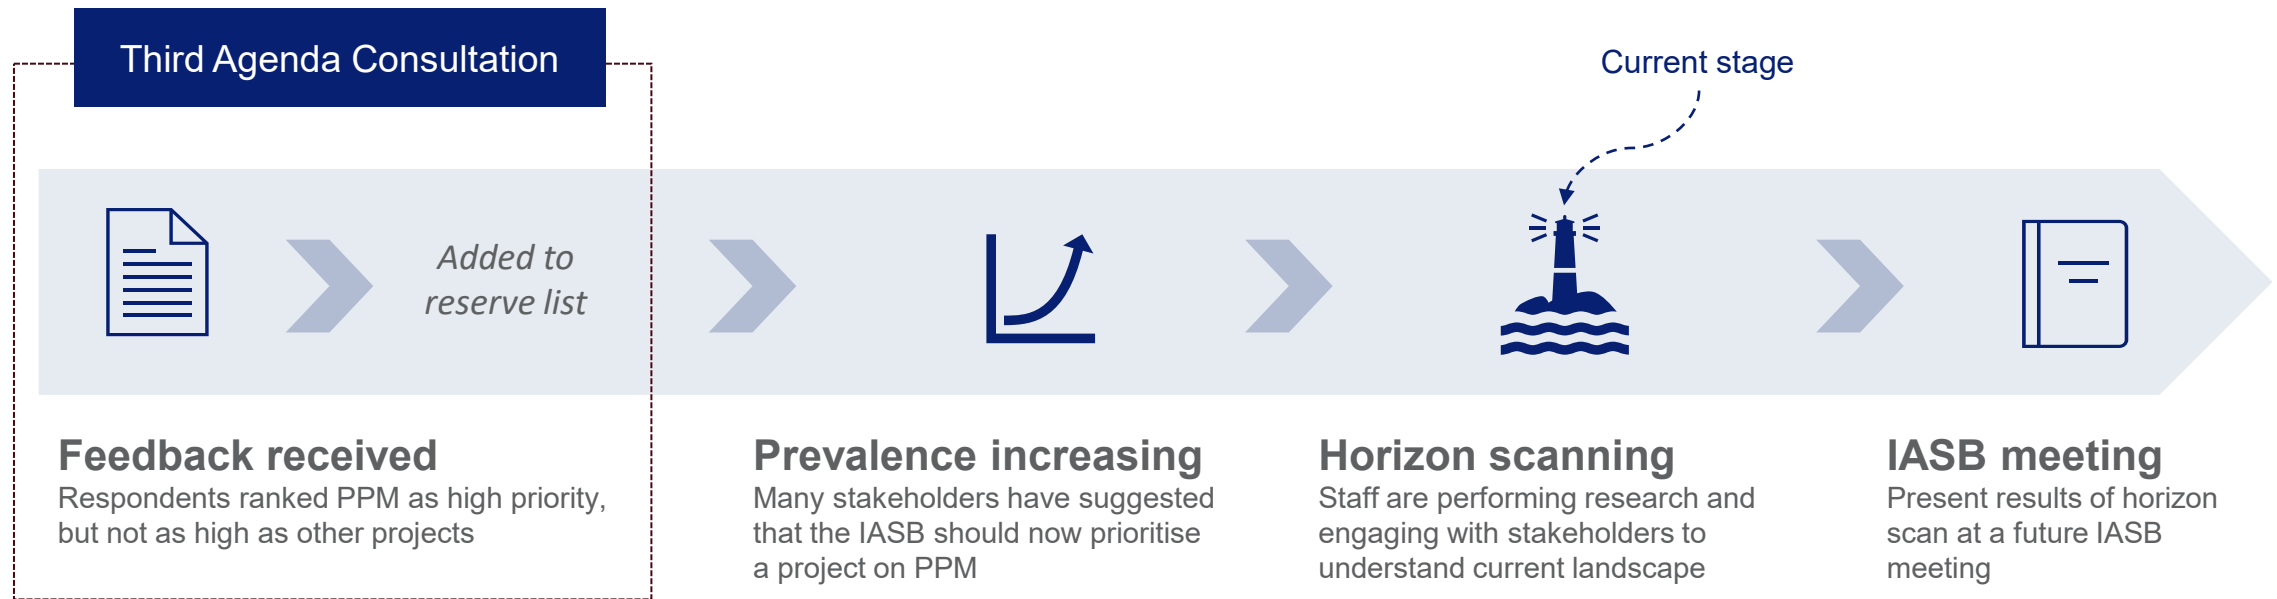 Third Agenda Consultation
Current stage
Added to
reserve list
Feedback received
Respondents ranked PPM as high priority,
but not as high as other projects
Prevalence increasing
Many stakeholders have suggested
that the IASB should now prioritise
a project on PPM
Horizon scanning
Staff are performing research and
engaging with stakeholders to
understand current landscape
IASB meeting
Present results of horizon
scan at a future IASB
meeting